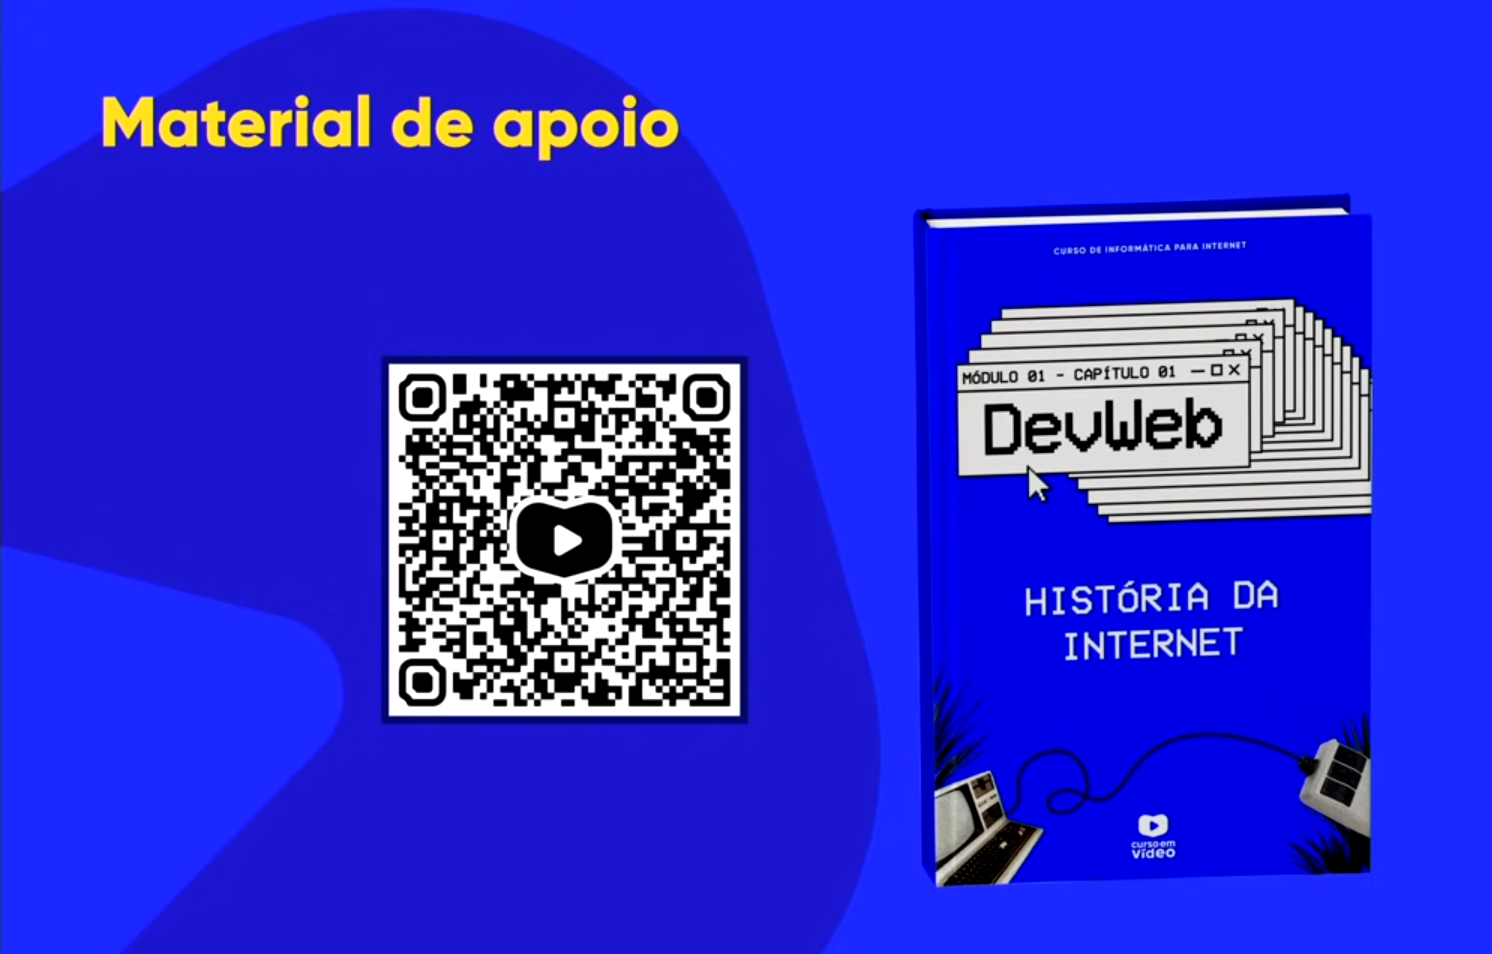 Material de apoio
CURSO DE INFORMÁTICA PARA INTERNET
MÓDULO 01 - CAPÍTULO 01
DevWeb
HISTÓRIA DA
INTERNET
curso em
vídeo